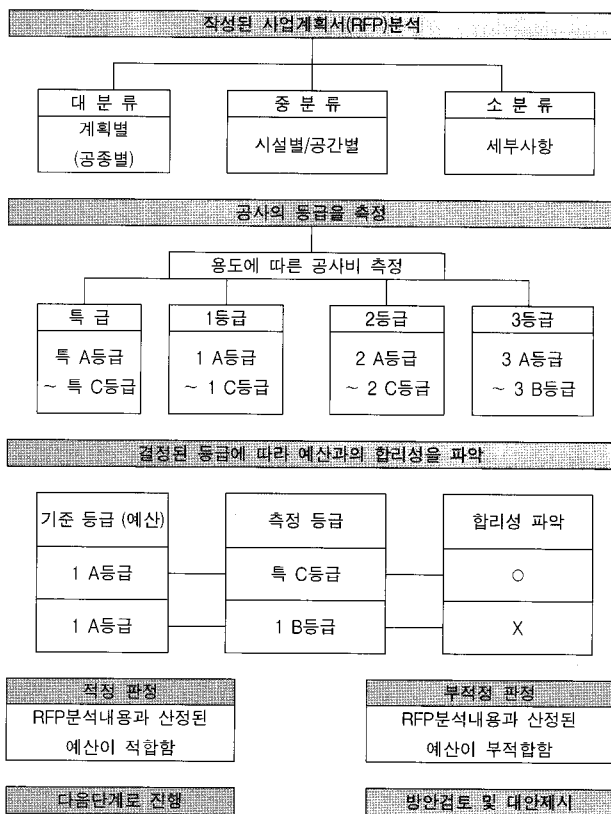 작성된 사업계획서(RFP)분석
대 분 류
중 분 류
소 분 류
계획별
(공종별)
시설별/공간별
세부사항
공사의 등급을 측정
용도에 따른 공사비 측정
특 급
1등급
2등급
3등급
특 A등급
~ 특 C등급
1 A등급
~ 1 C등급
2 A등급
~ 2 C등급
3 A등급
~ 3 B등급
결정된 등급에 따라 예산과의 합리성을 파악
기준 등급 (예산)
측정 등급
합리성 파악
1 A등급
특 C등급
○
1 A등급
1 B등급
X
적정 판정
RFP분석내용과 산정된
예산이 적합함
부적정 판정
RFP분석내용과 산정된
예산이 부적합함
다음단계로 진행
방안검토 및 대안제시